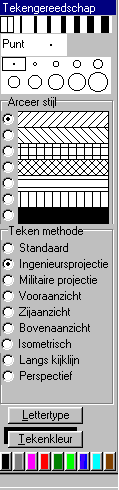 Tekengereedschap
Punt
Arceer stijl
Teken methode
Standaard
Ingenieursprojectie
Militaire projectie
Vooraanzicht
Zijaanzicht
Bovenaanzicht
Isometrisch
Langs kijklijn
Perspectief
Lettertype
Tekenkleur